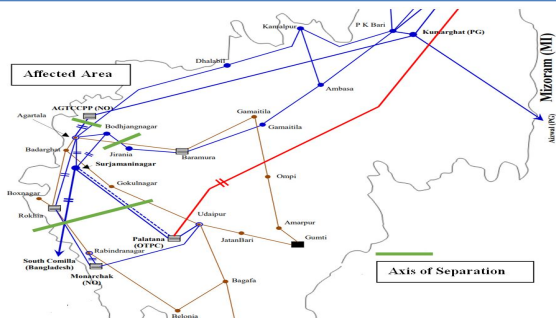 Kamalpur
P K Bari
Kumarghat (PG)
Dhalabil
Mizoram (MI)
Affected Area
Ambasa
AGTCCPP (NO)
Agartala
Bodhjangnagar
Gamaitila
Aizwal (PG)
Badarghat
Jirania
Gamaitila
Baramura
Surjamaninagar
Gokulnagar
Ompi
Boxnagar
Rokhia
Udaipur
Amarpur
Palatana
(OTPC)
JatanBari
Gumti
South Comilla
(Bangladesh)
Rabindranagar
Monarchak
(NO)
Bagafa
Axis of Separation
Belonia